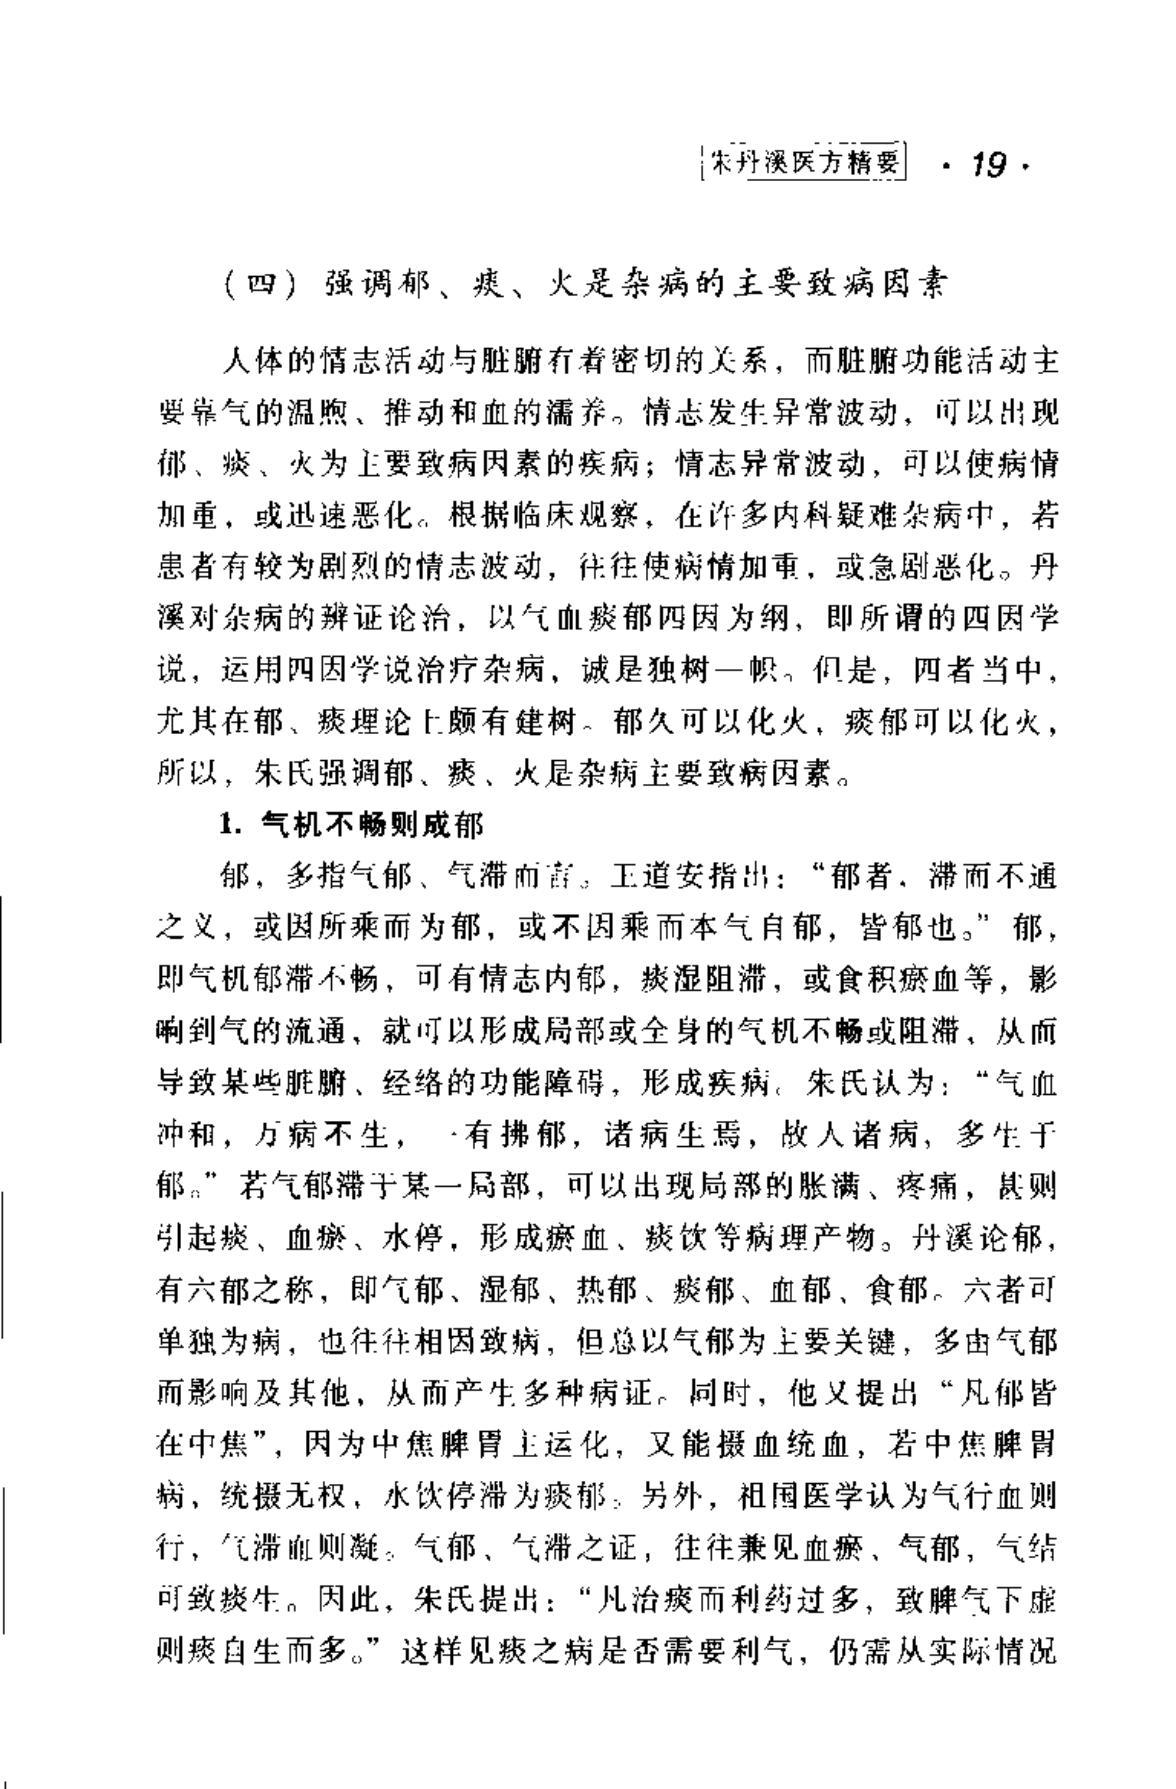 朱丹溪医方精要 · 19 ·
（四）强调郁、痰、火是杂病的主要致病因素
人体的情志活动与脏腑有着密切的关系，而脏腑功能活动主
要靠气的温煦、推动和血的濡养。情志发生异常波动，可以出现
郁、痰、火为主要致病因素的疾病；情志异常波动，可以使病情
加重，或迅速恶化。根据临床观察，在许多内科疑难杂病中，若
患者有较为剧烈的情志波动，往往使病情加重，或急剧恶化。丹
溪对杂病的辨证论治，以气血痰郁四因为纲，即所谓的四因学
说，运用四因学说治疗杂病，诚是独树一帜。但是，四者当中，
尤其在郁、痰理论上颇有建树。郁久可以化火，痰郁可以化火，
所以，朱氏强调郁、痰、火是杂病主要致病因素。
1. 气机不畅则成郁
郁，多指气郁、气滞而言。王道安指出：“郁者，滞而不通
之义，或因所乘而为郁，或不因乘而本气自郁，皆郁也。”郁，
即气机郁滞不畅，可有情志内郁，痰湿阻滞，或食积瘀血等，影
响到气的流通，就可以形成局部或全身的气机不畅或阻滞，从而
导致某些脏腑、经络的功能障碍，形成疾病。朱氏认为：“气血
冲和，万病不生，一有拂郁，诸病生焉，故人诸病，多生于
郁。”若气郁滞于某一局部，可以出现局部的胀满、疼痛，甚则
引起痰、血瘀、水停，形成瘀血、痰饮等病理产物。丹溪论郁，
有六郁之称，即气郁、湿郁、热郁、痰郁、血郁、食郁。六者可
单独为病，也往往相因致病，但总以气郁为主要关键，多由气郁
而影响及其他，从而产生多种病证。同时，他又提出“凡郁皆
在中焦”，因为中焦脾胃主运化，又能摄血统血，若中焦脾胃
病，统摄无权，水饮停滞为痰郁。另外，祖国医学认为气行血则
行，气滞血则凝。气郁、气滞之证，往往兼见血瘀、气郁，气结
可致痰生。因此，朱氏提出：“凡治痰而利药过多，致脾气下虚
则痰自生而多。”这样见痰之病是否需要利气，仍需从实际情况